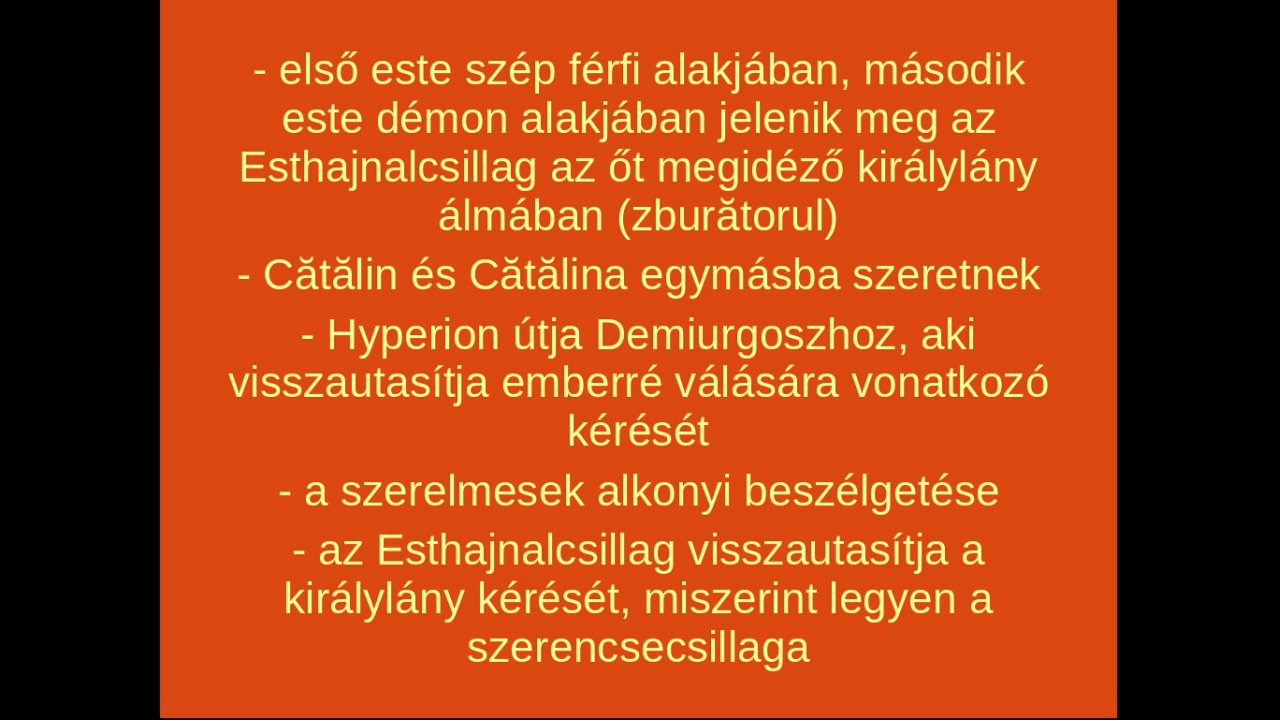 - első este szép férfi alakjában, második
este démon alakjában jelenik meg az
Esthajnalcsillag az őt megidéző királylány
álmában (zburătorul)
- Cătălin és Cătălina egymásba szeretnek
- Hyperion útja Demiurgoszhoz, aki
visszautasítja emberré válására vonatkozó
kérését
- a szerelmesek alkonyi beszélgetése
- az Esthajnalcsillag visszautasítja a
királylány kérését, miszerint legyen a
szerencsecsillaga